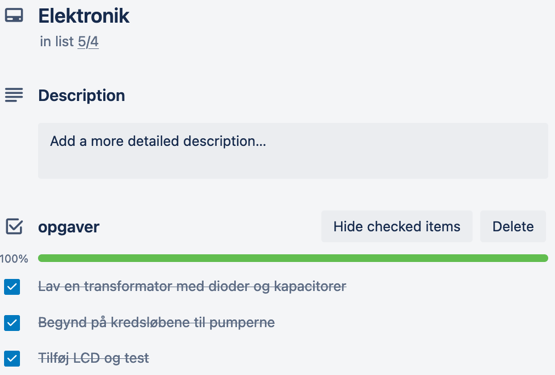 Elektronik
in list 5/4
Description
Add a more detailed description...
opgaver
Hide checked items
Delete
100%
Lav en transformator med dioder og kapacitorer
Begynd på kredsløbene til pumperne
Tilføj LCD og test